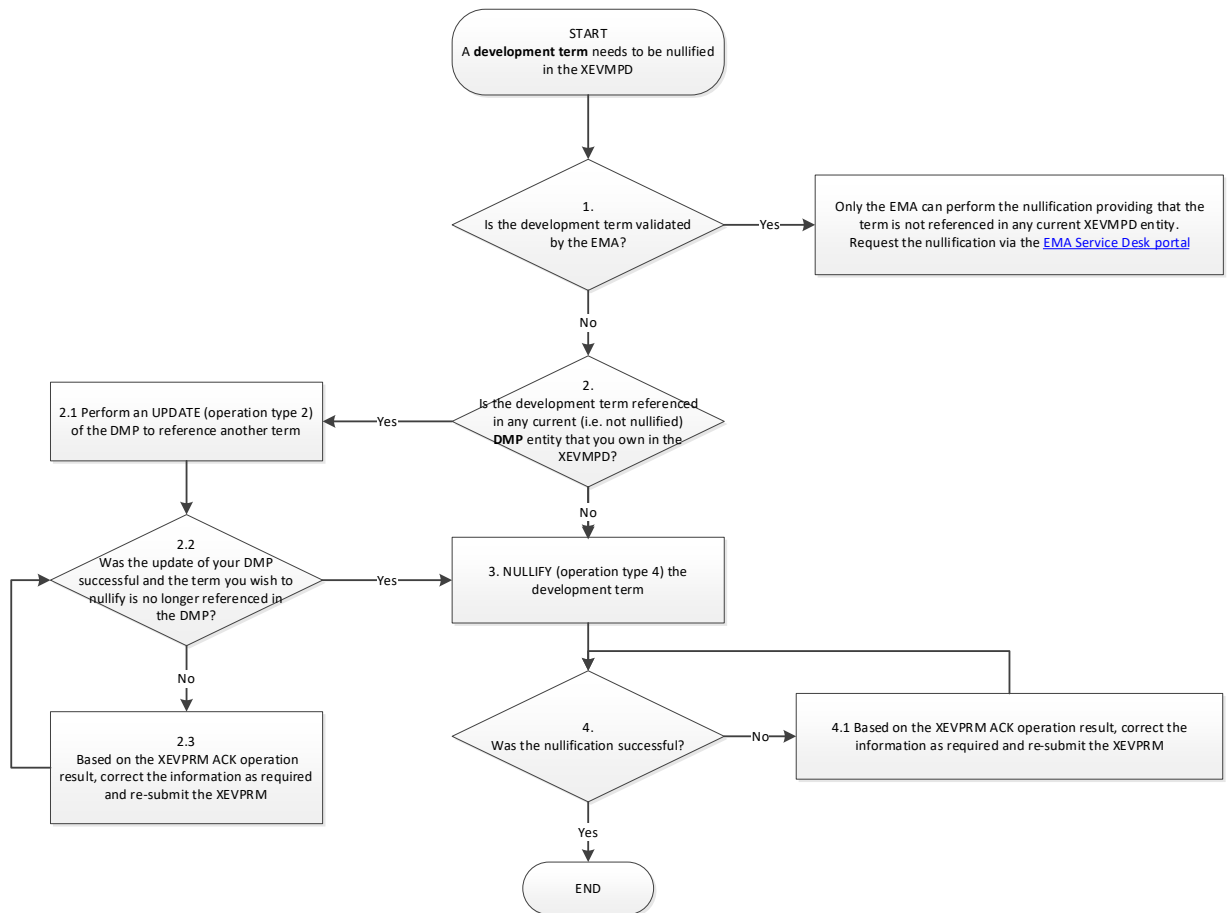 START
A development term needs to be nullified
in the XEVMPD
1.
Is the development term validated
by the EMA?
Yes
Only the EMA can perform the nullification providing that the
term is not referenced in any current XEVMPD entity.
Request the nullification via the EMA Service Desk portal
No
2.
Is the development term referenced
in any current (i.e. not nullified)
DMP entity that you own in the
XEVMPD?
Yes
2.1 Perform an UPDATE (operation type 2)
of the DMP to reference another term
No
2.2
Was the update of your DMP
successful and the term you wish to
nullify is no longer referenced in
the DMP?
Yes
3. NULLIFY (operation type 4) the
development term
No
2.3
Based on the XEVPRM ACK operation
result, correct the information as required
and re-submit the XEVPRM
4.
Was the nullification successful?
No
4.1 Based on the XEVPRM ACK operation result, correct the
information as required and re-submit the XEVPRM
Yes
END